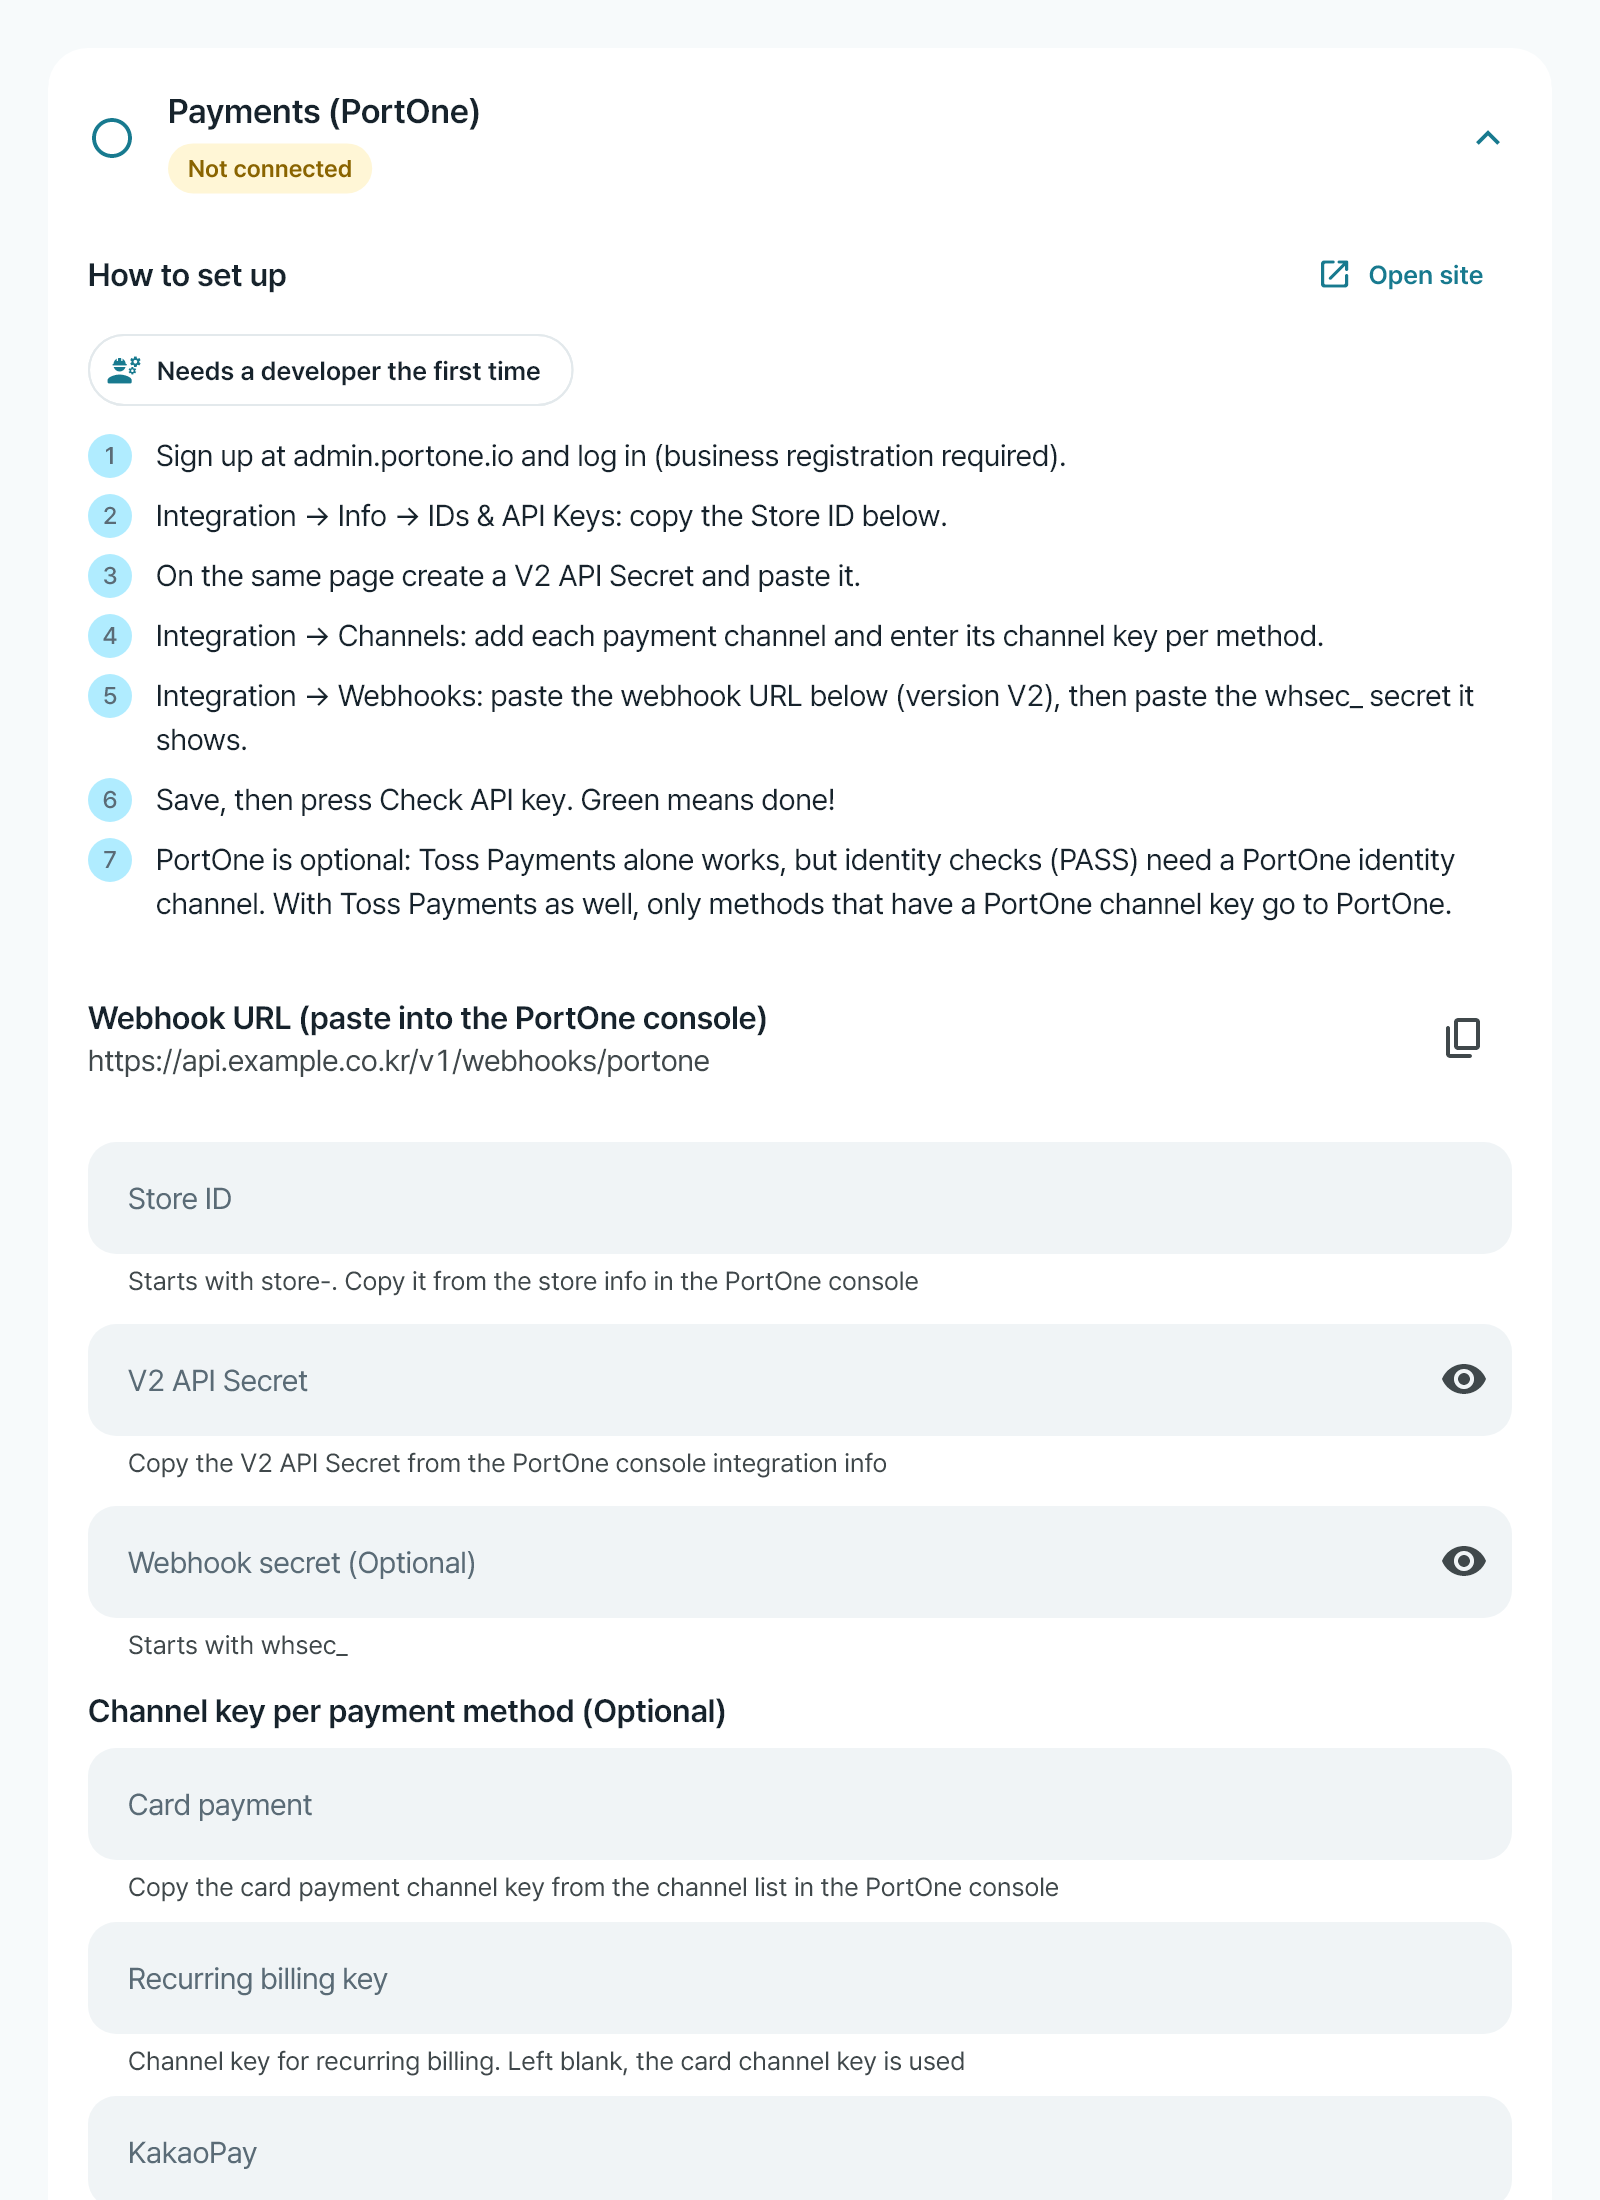 Payments (PortOne)
Not connected
How to set up
Open site
Needs a developer the first time
1 Sign up at admin.portone.io and log in (business registration required).
2 Integration → Info → IDs & API Keys: copy the Store ID below.
3 On the same page create a V2 API Secret and paste it.
4 Integration → Channels: add each payment channel and enter its channel key per method.
5 Integration → Webhooks: paste the webhook URL below (version V2), then paste the whsec_ secret it
shows.
6 Save, then press Check API key. Green means done!
7 PortOne is optional: Toss Payments alone works, but identity checks (PASS) need a PortOne identity
channel. With Toss Payments as well, only methods that have a PortOne channel key go to PortOne.
Webhook URL (paste into the PortOne console)
https://api.example.co.kr/v1/webhooks/portone
Store ID
Starts with store-. Copy it from the store info in the PortOne console
V2 API Secret
Copy the V2 API Secret from the PortOne console integration info
Webhook secret (Optional)
Starts with whsec_
Channel key per payment method (Optional)
Card payment
Copy the card payment channel key from the channel list in the PortOne console
Recurring billing key
Channel key for recurring billing. Left blank, the card channel key is used
KakaoPay